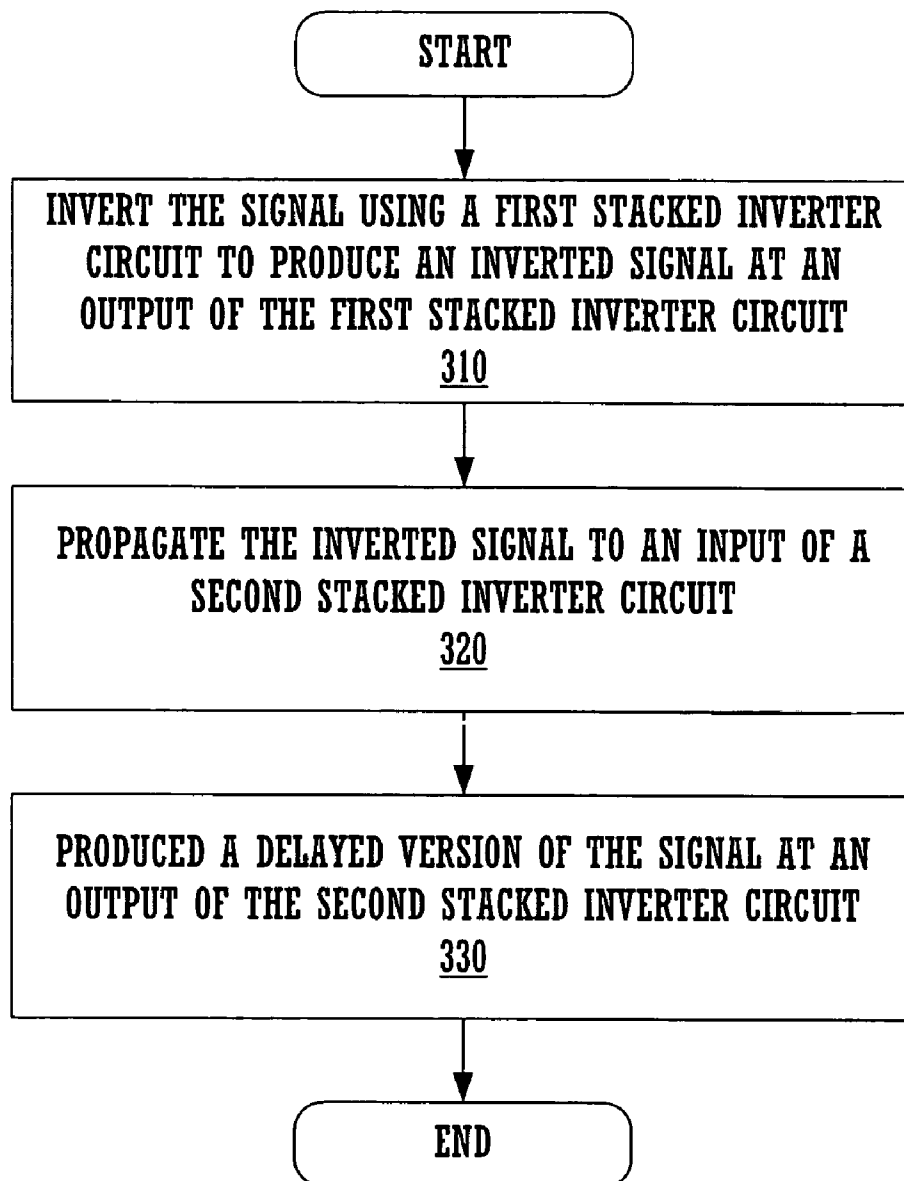 START
INVERT THE SIGNAL USING A FIRST STACKED INVERTER
CIRCUIT TO PRODUCE AN INVERTED SIGNAL AT AN
OUTPUT OF THE FIRST STACKED INVERTER CIRCUIT
310
PROPAGATE THE INVERTED SIGNAL TO AN INPUT OF A
SECOND STACKED INVERTER CIRCUIT
320
PRODUCED A DELAYED VERSION OF THE SIGNAL AT AN
OUTPUT OF THE SECOND STACKED INVERTER CIRCUIT
330
END